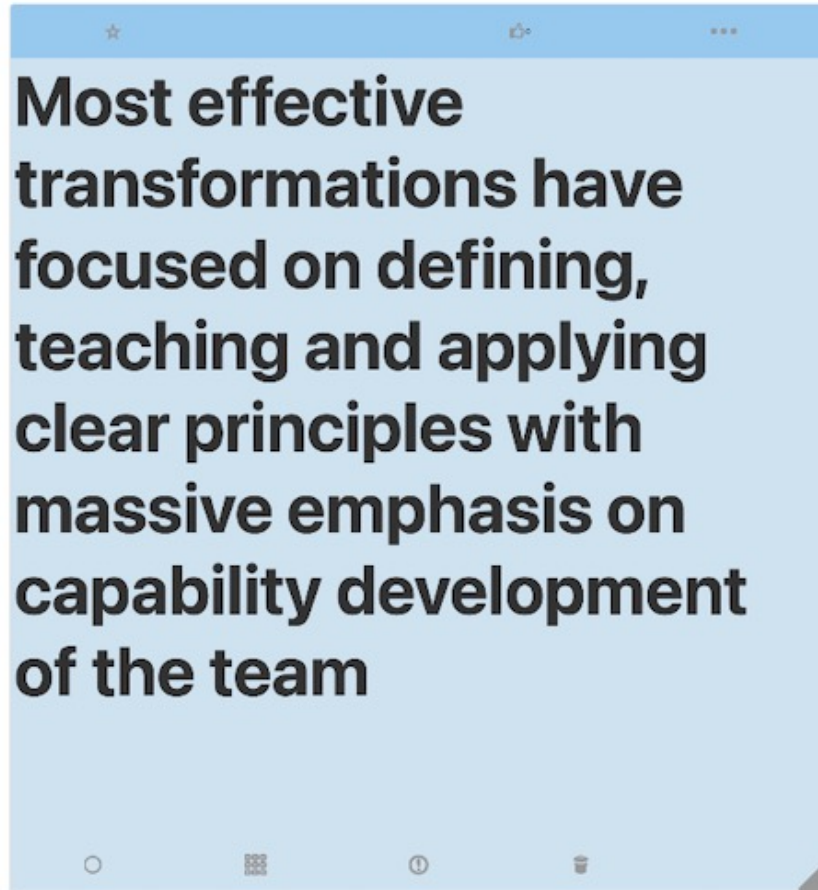 Most effective
transformations have
focused on defining,
teaching and applying
clear principles with
massive emphasis on
capability development
of the team